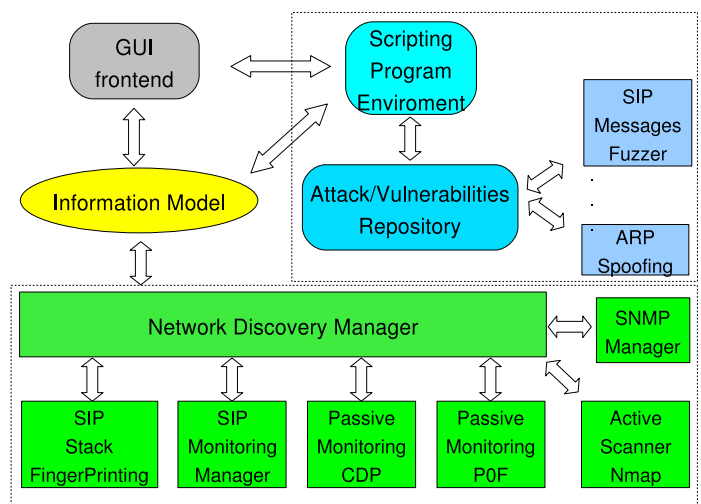 GUI
frontend
Scripting
Program
Enviroment
SIP
Messages
Fuzzer
Information Model
Attack/Vulnerabilities
Repository
.
.
.
ARP
Spoofing
Network Discovery Manager
SNMP
Manager
SIP
Stack
FingerPrinting
SIP
Monitoring
Manager
Passive
Monitoring
CDP
Passive
Monitoring
P0F
Active
Scanner
Nmap